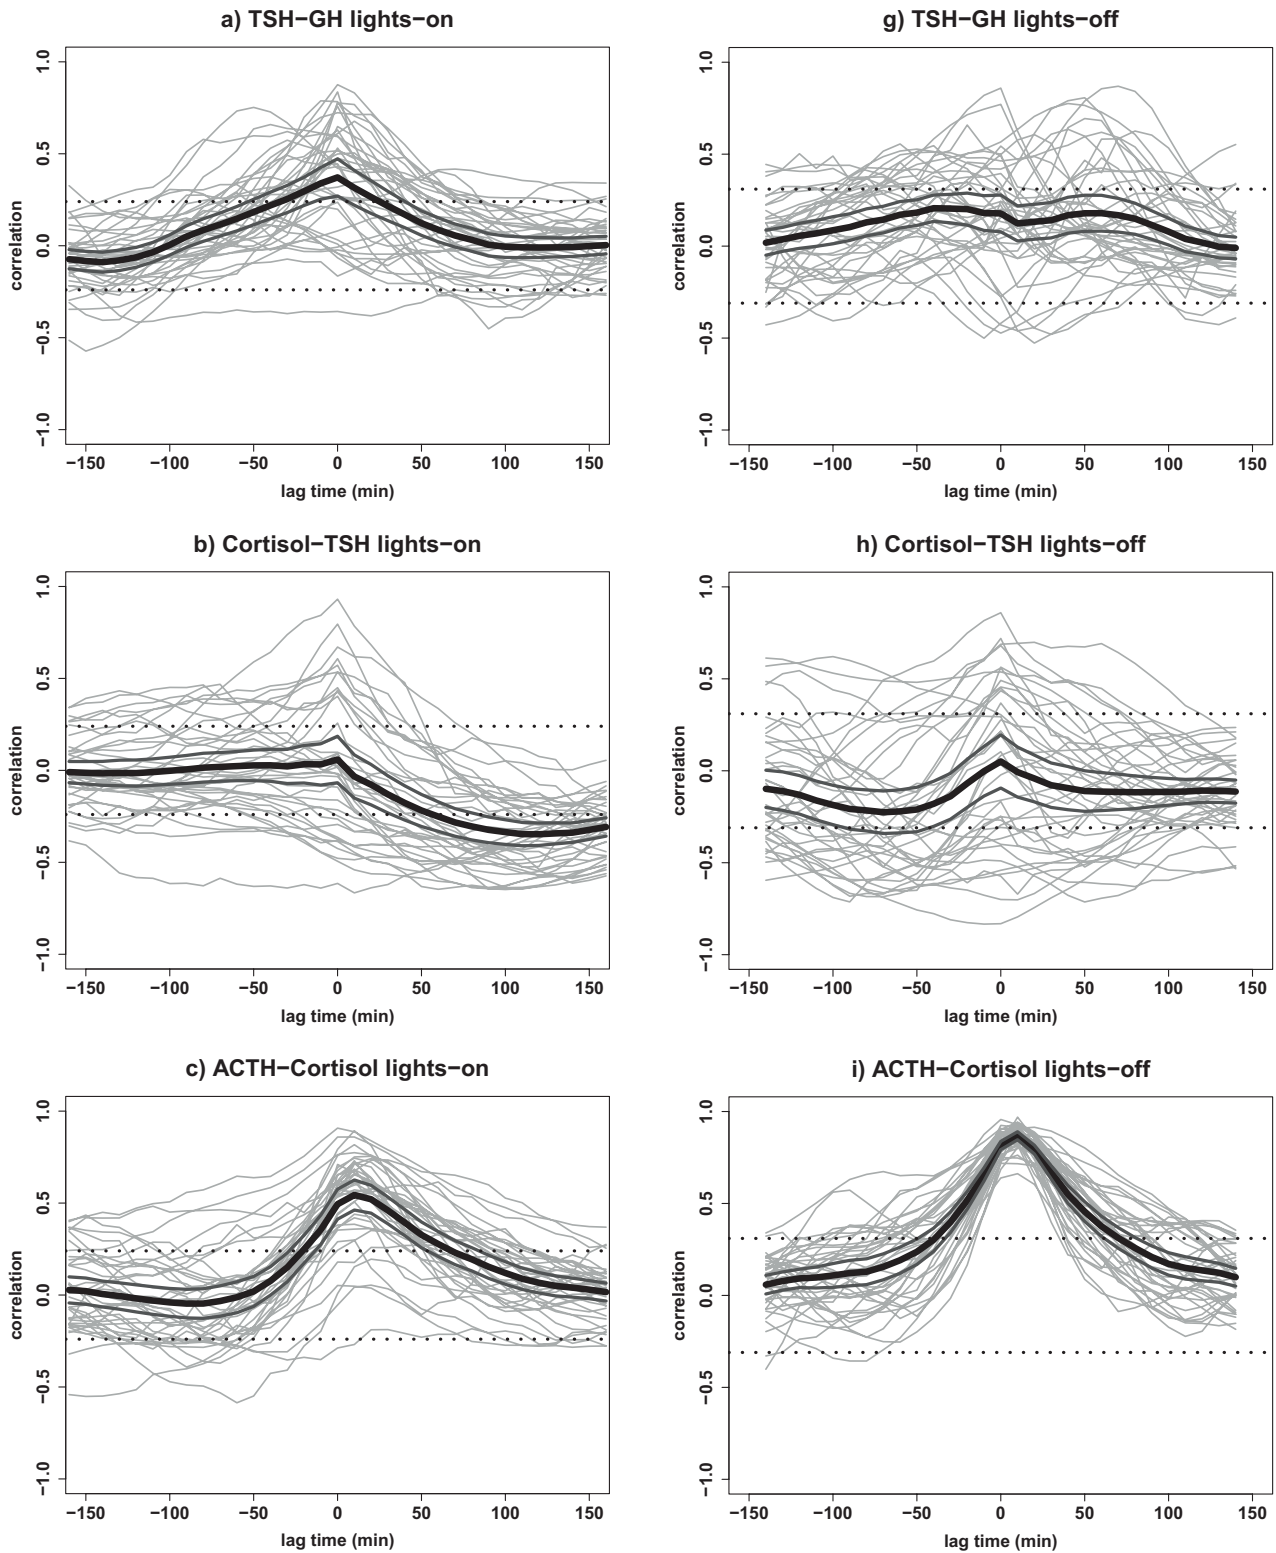 a) TSH−GH lights−on
1.0
0.5
0.0
−0.5
−1.0
correlation
−150 −100 −50 0 50 100 150
lag time (min)
g) TSH−GH lights−off
1.0
0.5
0.0
−0.5
−1.0
correlation
−150 −100 −50 0 50 100 150
lag time (min)
b) Cortisol−TSH lights−on
1.0
0.5
0.0
−0.5
−1.0
correlation
−150 −100 −50 0 50 100 150
lag time (min)
h) Cortisol−TSH lights−off
1.0
0.5
0.0
−0.5
−1.0
correlation
−150 −100 −50 0 50 100 150
lag time (min)
c) ACTH−Cortisol lights−on
1.0
0.5
0.0
−0.5
−1.0
correlation
−150 −100 −50 0 50 100 150
lag time (min)
i) ACTH−Cortisol lights−off
1.0
0.5
0.0
−0.5
−1.0
correlation
−150 −100 −50 0 50 100 150
lag time (min)